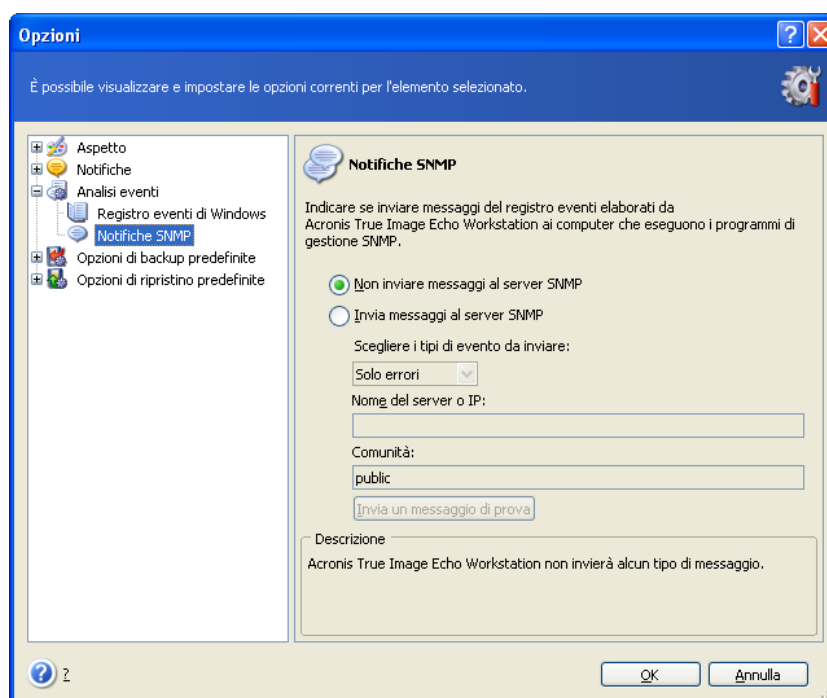 Opzioni
È possibile visualizzare e impostare le opzioni correnti per l'elemento selezionato.
Aspetto
Notifiche
Analisi eventi
Registro eventi di Windows
Notifiche SNMP
Opzioni di backup predefinite
Opzioni di ripristino predefinite
Notifiche SNMP
Indicare se inviare messaggi del registro eventi elaborati da
Acronis True Image Echo Workstation ai computer che eseguono i programmi di
gestione SNMP.
Non inviare messaggi al server SNMP
Invia messaggi al server SNMP
Scegliere i tipi di evento da inviare:
Solo errori
Nome del server o IP:
Comunità:
public
Invia un messaggio di prova
Descrizione
Acronis True Image Echo Workstation non invierà alcun tipo di messaggio.
?
OK
Annulla